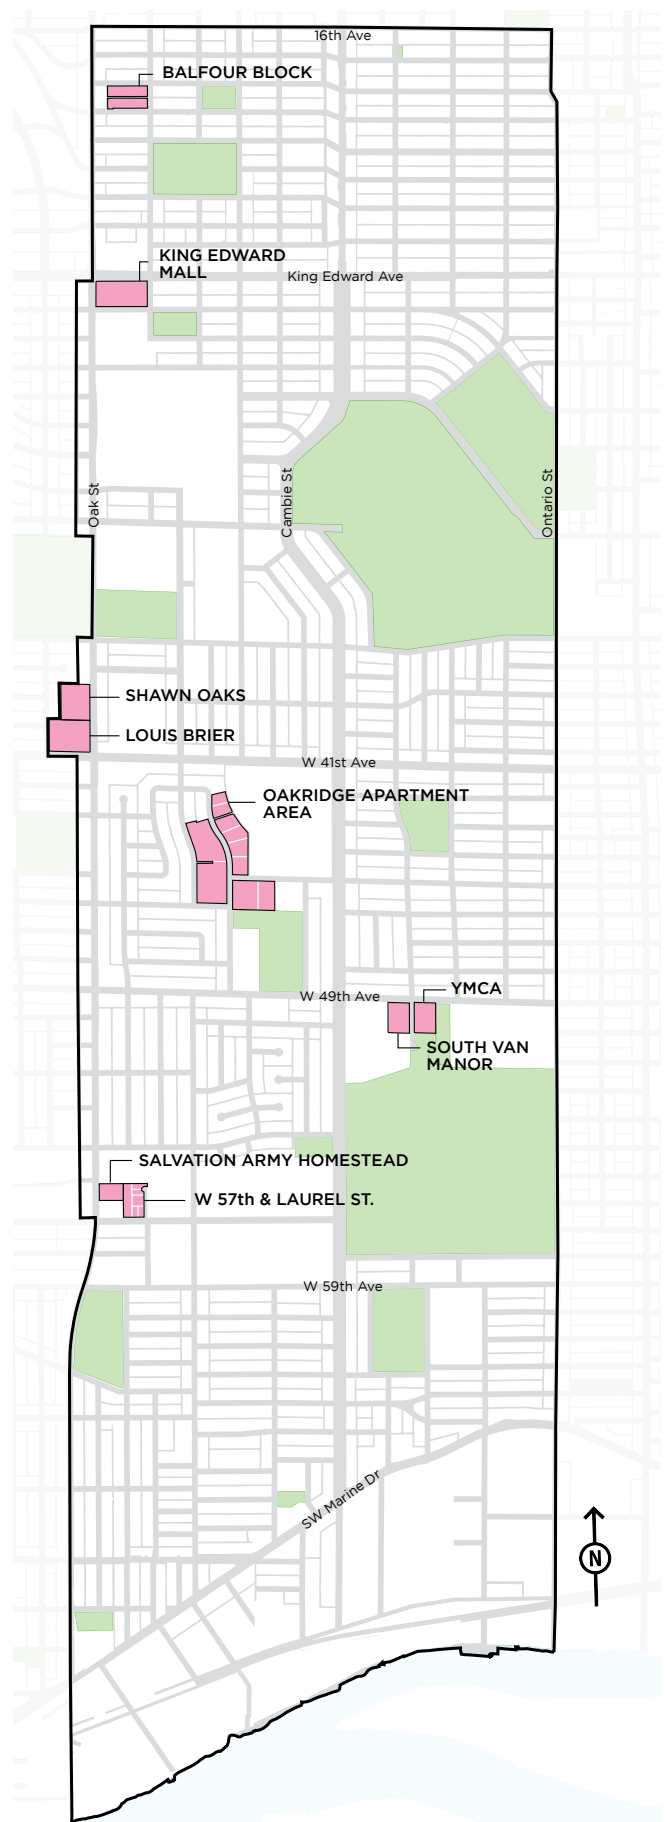 16th Ave
BALFOUR BLOCK
KING EDWARD
MALL
King Edward Ave
Oak St
Cambie St
Ontario St
SHAWN OAKS
LOUIS BRIER
W 41st Ave
OAKRIDGE APARTMENT
AREA
YMCA
W 49th Ave
SOUTH VAN
MANOR
SALVATION ARMY HOMESTEAD
W 57th & LAUREL ST.
W 59th Ave
SW Marine Dr
N